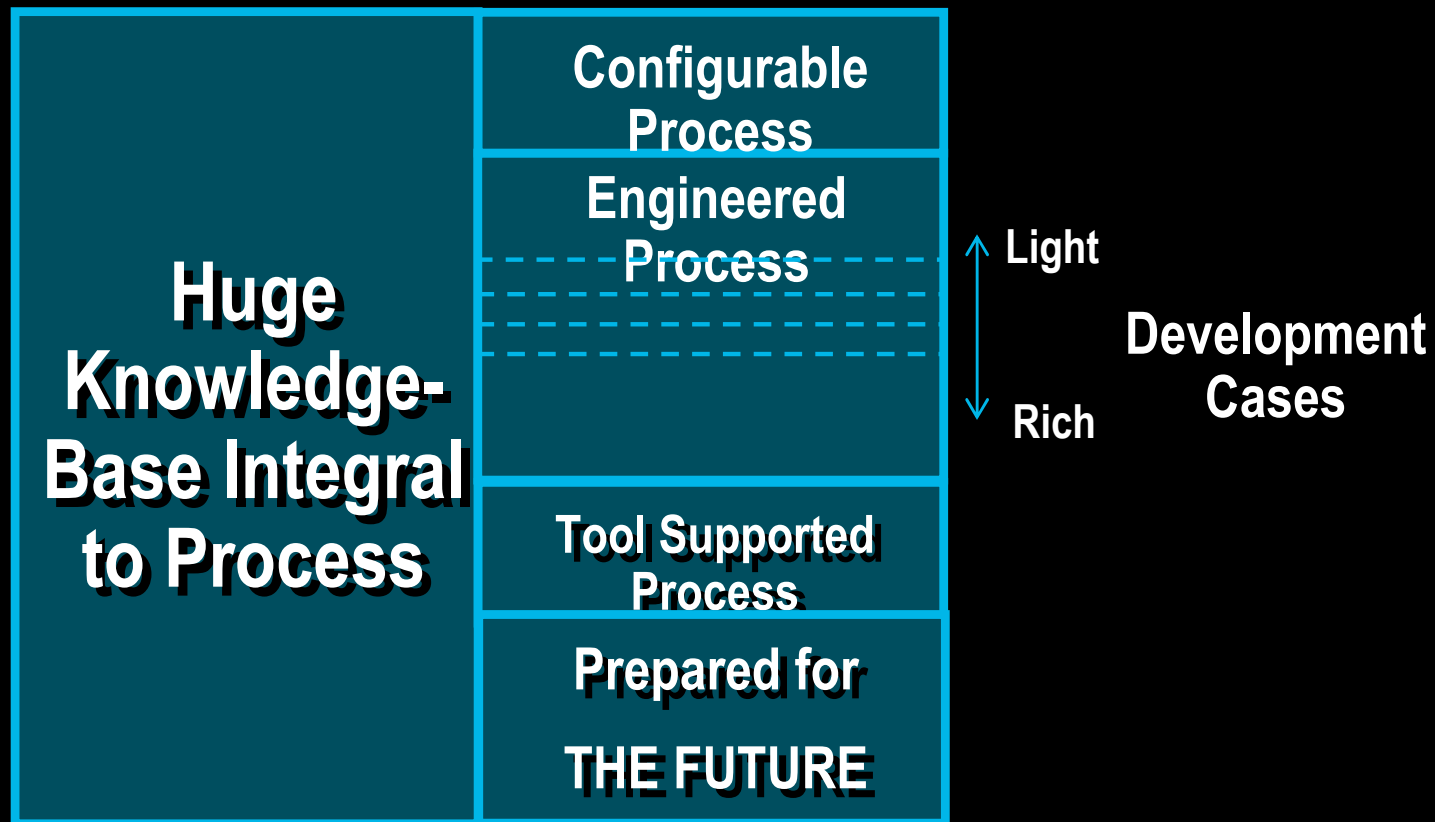 Huge
Knowledge-
Base Integral
to Process
Configurable
Process
Engineered
Process
Tool Supported
Process
Prepared for
THE FUTURE
Light
Rich
Development
Cases